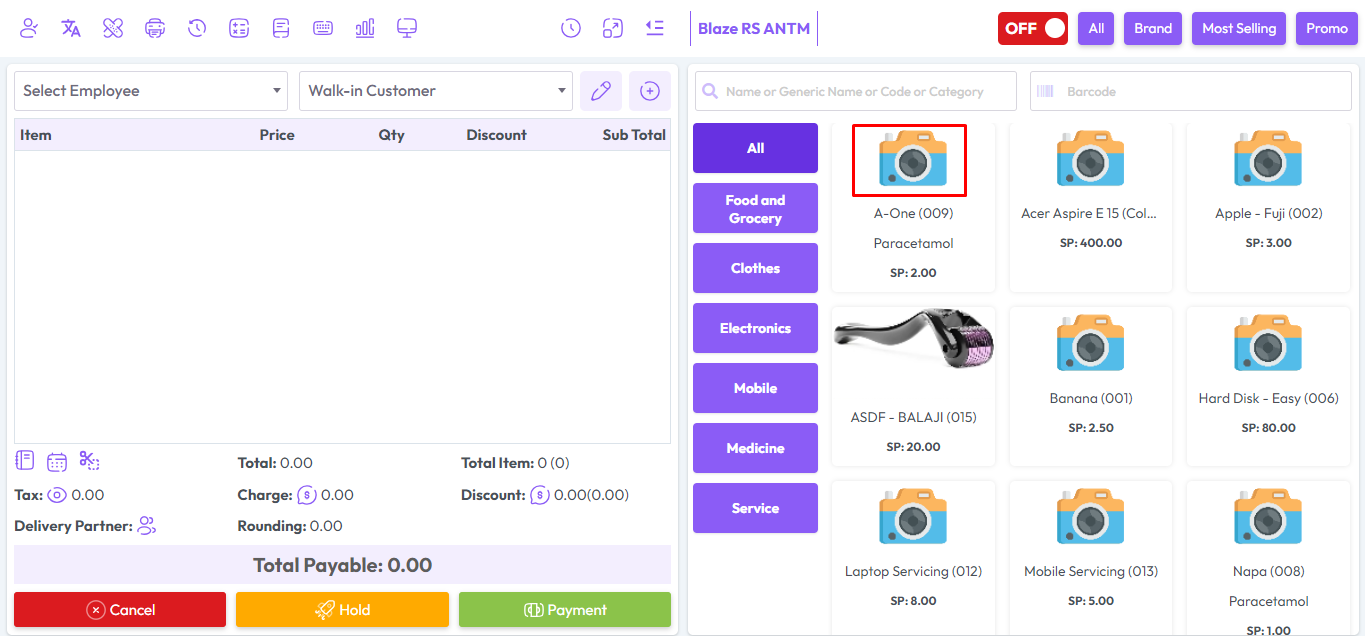 Blaze RS ANTM
OFF
All
Brand
Most Selling
Promo
Select Employee
Walk-in Customer
Item Price Qty Discount Sub Total
Total: 0.00
Total Item: 0 (0)
Tax: 0.00
Charge: $ 0.00
Discount: $ 0.00(0.00)
Delivery Partner:
Rounding: 0.00
Total Payable: 0.00
Cancel
Hold
Payment
Name or Generic Name or Code or Category
Barcode
All
Food and
Grocery
Clothes
Electronics
Mobile
Medicine
Service
A-One (009)
Paracetamol
SP: 2.00
Acer Aspire E 15 (Col...
SP: 400.00
Apple - Fuji (002)
SP: 3.00
ASDF - BALAJI (015)
SP: 20.00
Banana (001)
SP: 2.50
Hard Disk - Easy (006)
SP: 80.00
Laptop Servicing (012)
SP: 8.00
Mobile Servicing (013)
SP: 5.00
Napa (008)
Paracetamol
SP: 1.00